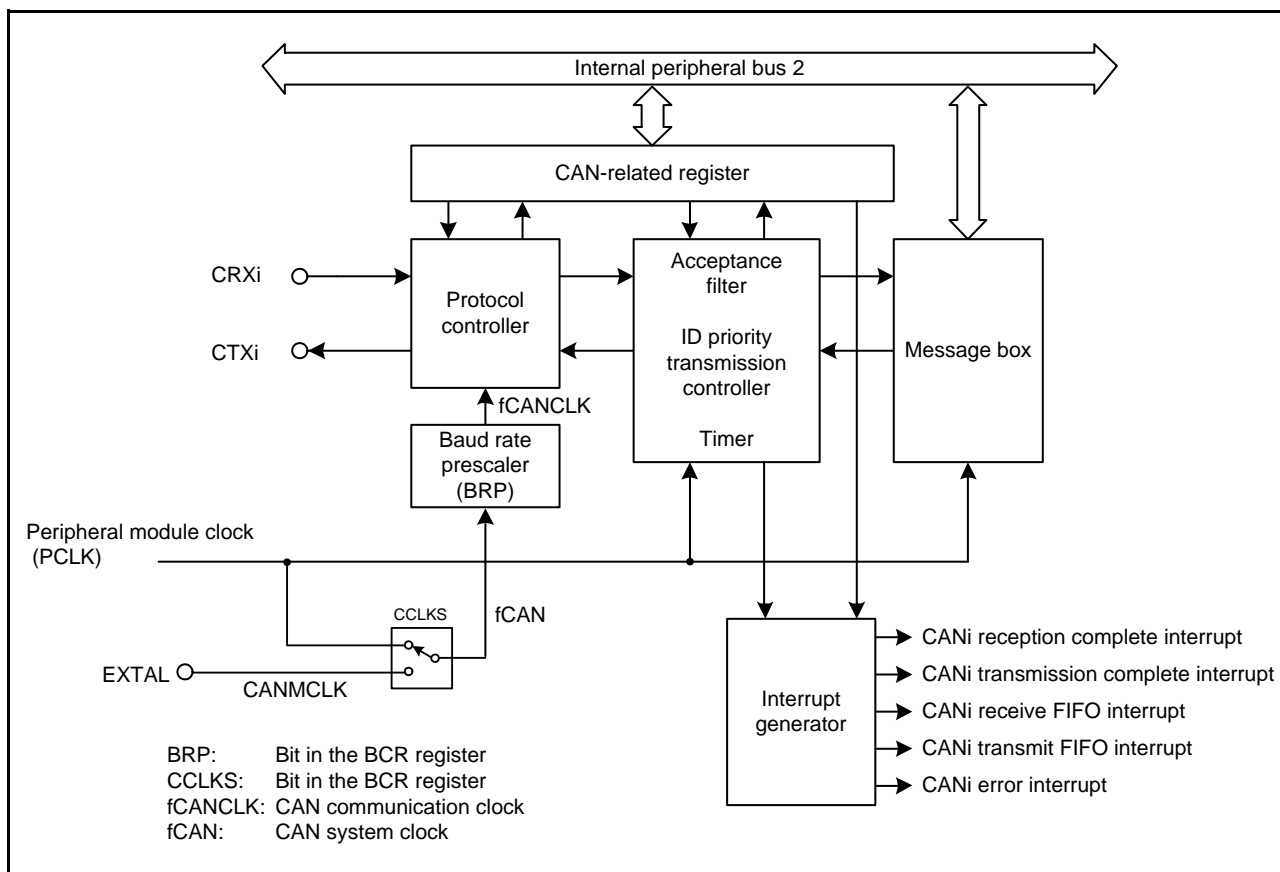 Internal peripheral bus 2
CAN-related register
CRXi
CTXi
Protocol
controller
Acceptance
filter
ID priority
transmission
controller
Timer
Message box
fCANCLK
Baud rate
prescaler
(BRP)
Peripheral module clock
(PCLK)
CCLKS
fCAN
EXTAL
CANMCLK
Interrupt
generator
CANi reception complete interrupt
CANi transmission complete interrupt
CANi receive FIFO interrupt
CANi transmit FIFO interrupt
CANi error interrupt
BRP: Bit in the BCR register
CCLKS: Bit in the BCR register
fCANCLK: CAN communication clock
fCAN: CAN system clock